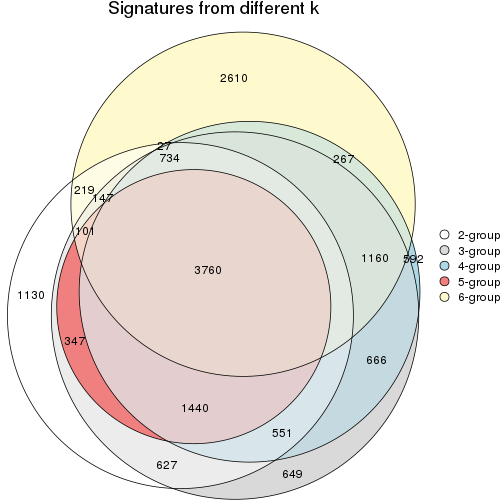 Signatures from different k
2610
27
734
267
219
147
101
1160
592
3760
1130
347
666
1440
551
627
649
2-group
3-group
4-group
5-group
6-group